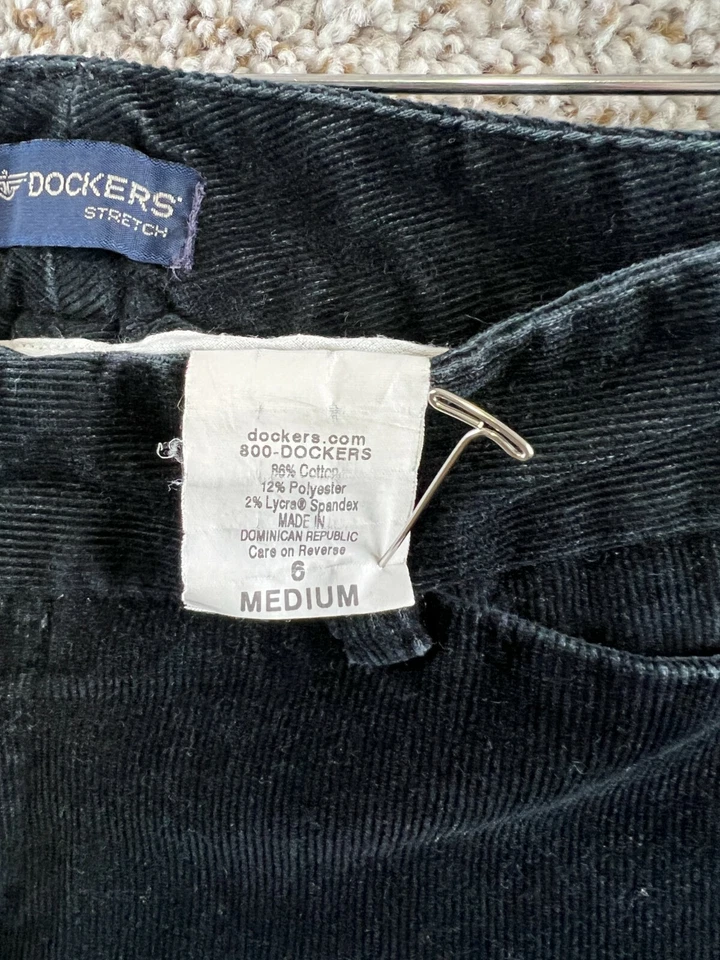 DOCKERS
STRETCH
dockers.com
800-DOCKERS
86% Cotton
12% Polyester
2% Lycra® Spandex
MADE IN
DOMINICAN REPUBLIC
Care on Reverse
6
MEDIUM